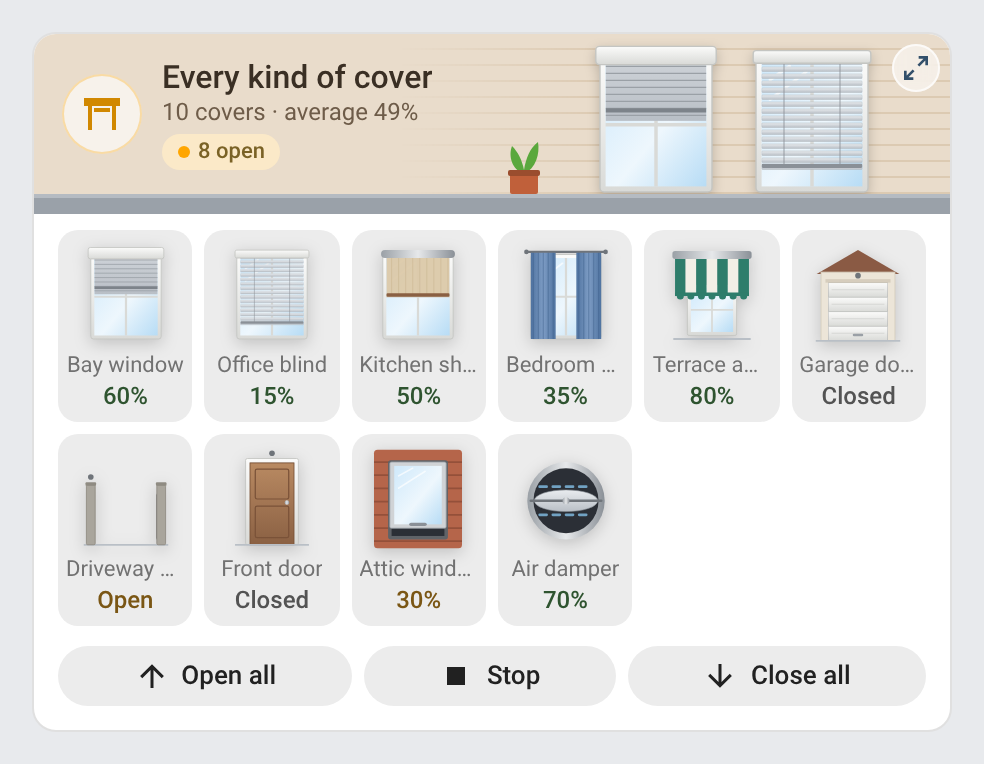 Every kind of cover
10 covers · average 49%
8 open
Bay window
60%
Office blind
15%
Kitchen sh...
50%
Bedroom ...
35%
Terrace a...
80%
Garage do...
Closed
Driveway ...
Open
Front door
Closed
Attic wind...
30%
Air damper
70%
Open all
Stop
Close all